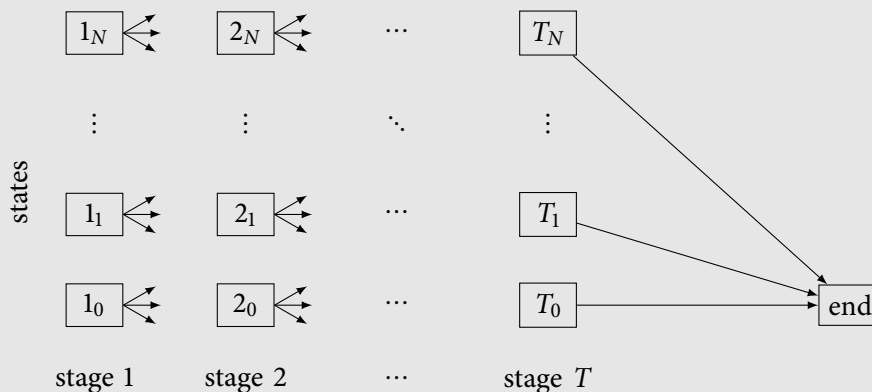 1_N 2_N ⋯ T_N
⋮ ⋮ ⋱ ⋮
states
1_1 2_1 ⋯ T_1
1_0 2_0 ⋯ T_0 end
stage 1 stage 2 ⋯ stage T